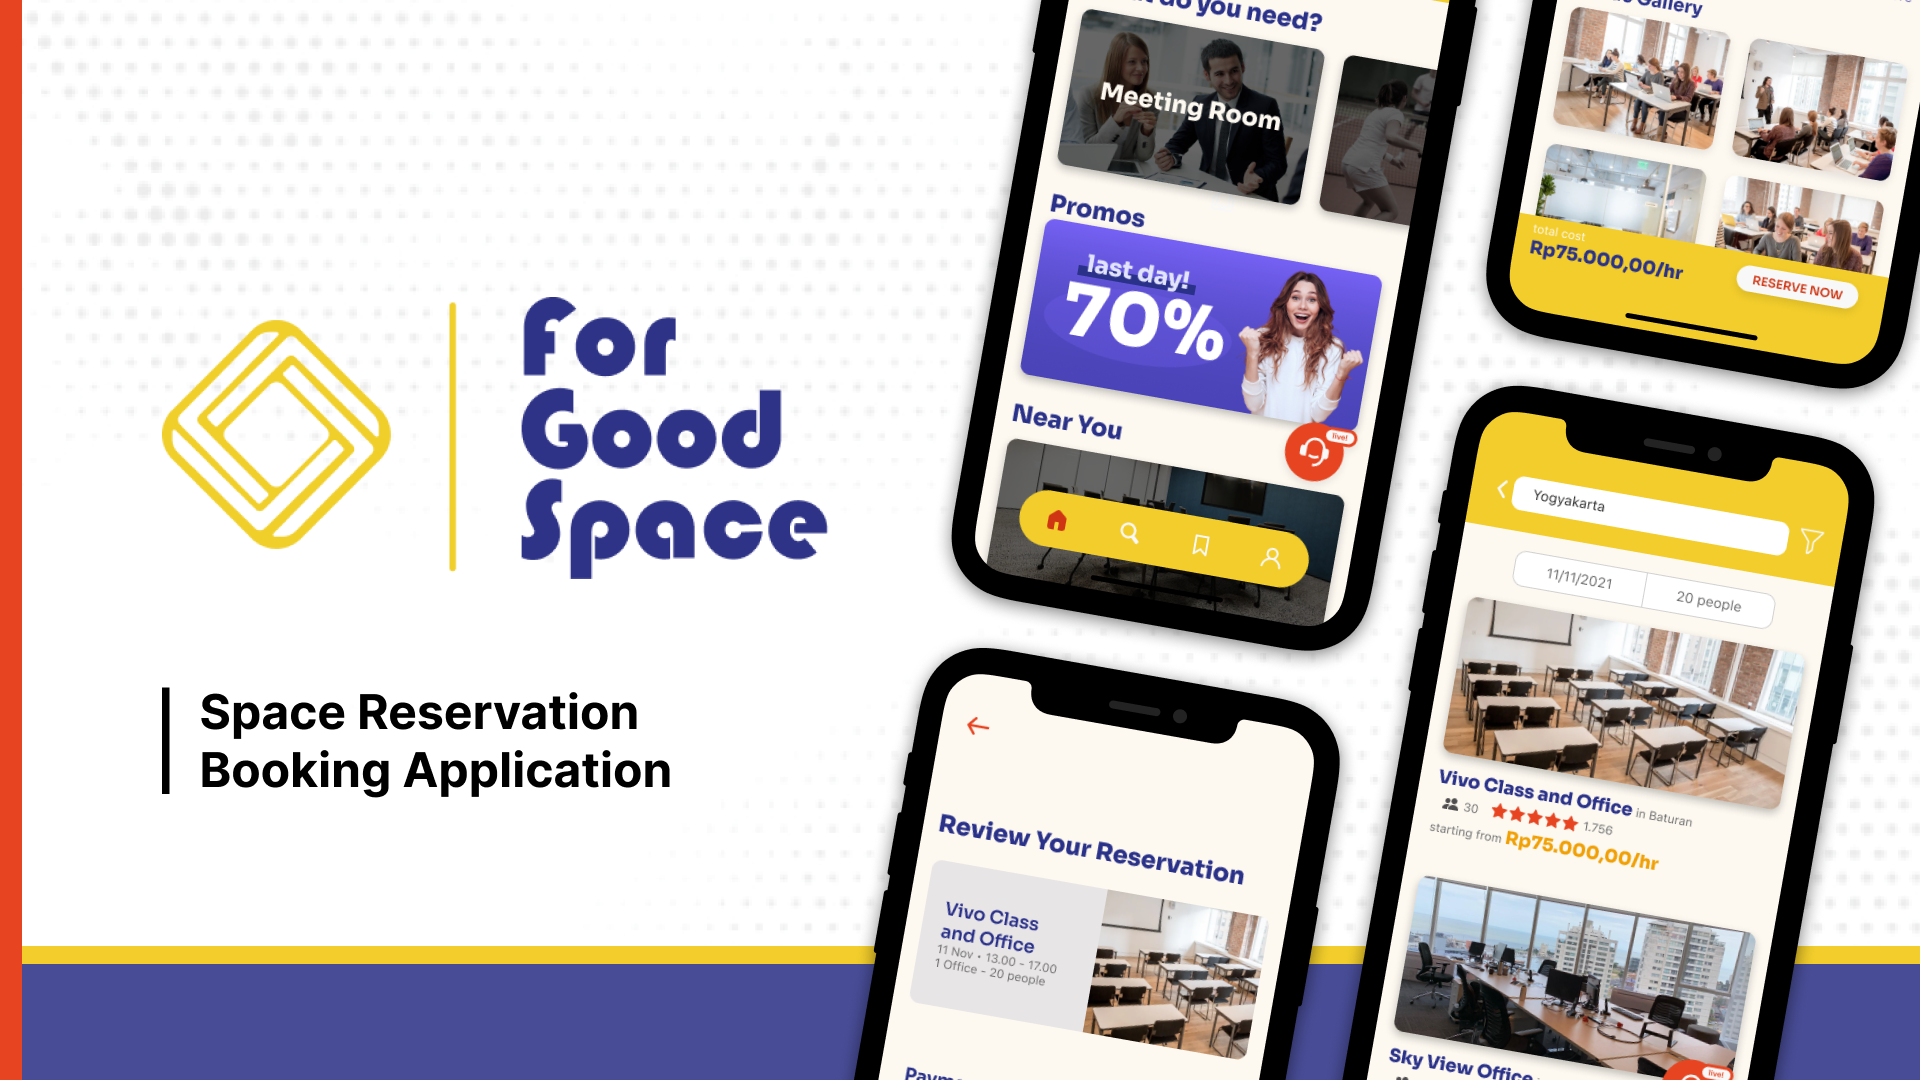 For
Good
Space
Space Reservation
Booking Application
do you need?
Meeting Room
Promos
last day!
70%
Near You
live!
Gallery
total cost
Rp75.000,00/hr
RESERVE NOW
Yogyakarta
11/11/2021
20 people
Vivo Class and Office in Baturan
30
1.756
starting from Rp75.000,00/hr
Sky View Office
live!
Review Your Reservation
Vivo Class
and Office
11 Nov • 13.00 - 17.00
1 Office - 20 people